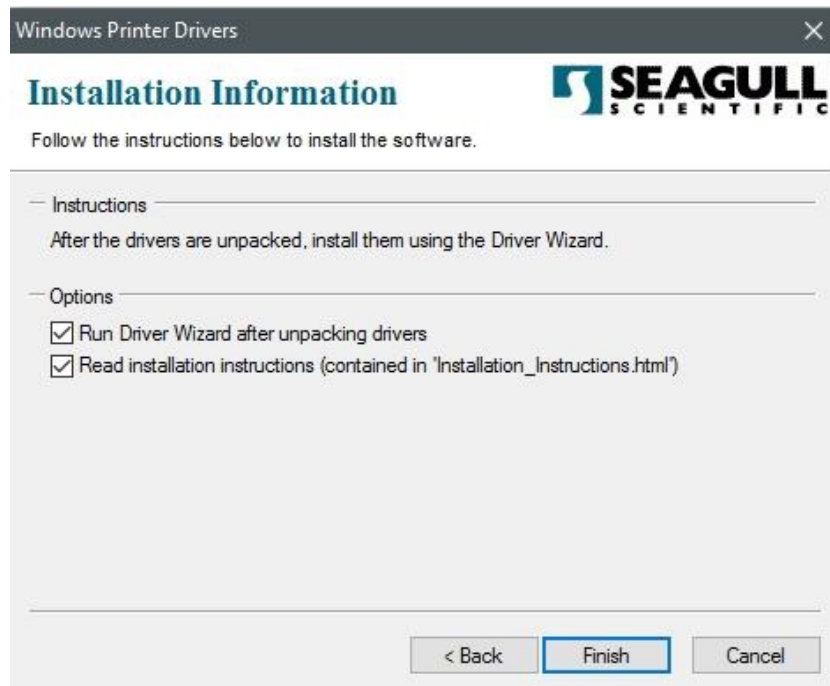 Windows Printer Drivers
Installation Information
SEAGULL
SCIENTIFIC
Follow the instructions below to install the software.
Instructions
After the drivers are unpacked, install them using the Driver Wizard.
Options
Run Driver Wizard after unpacking drivers
Read installation instructions (contained in 'Installation_Instructions.html')
< Back Finish Cancel